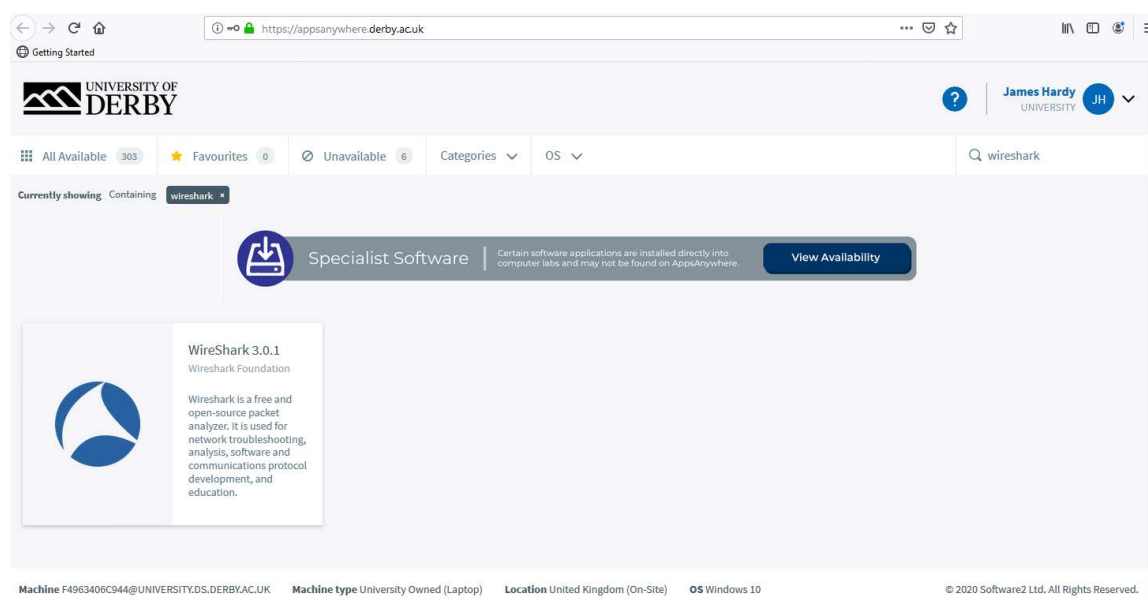 https://appsanywhere.derby.ac.uk
Getting Started
UNIVERSITY OF
DERBY
?
James Hardy
UNIVERSITY
JH
All Available 303
Favourites 0
Unavailable 6
Categories
OS
wireshark
Currently showing Containing wireshark ×
Specialist Software
Certain software applications are installed directly into
computer labs and may not be found on AppsAnywhere.
View Availability
WireShark 3.0.1
Wireshark Foundation
Wireshark is a free and
open-source packet
analyzer. It is used for
network troubleshooting,
analysis, software and
communications protocol
development, and
education.
Machine F4963406C944@UNIVERSITY.DS.DERBY.AC.UK Machine type University Owned (Laptop) Location United Kingdom (On-Site) OS Windows 10 © 2020 Software2 Ltd. All Rights Reserved.